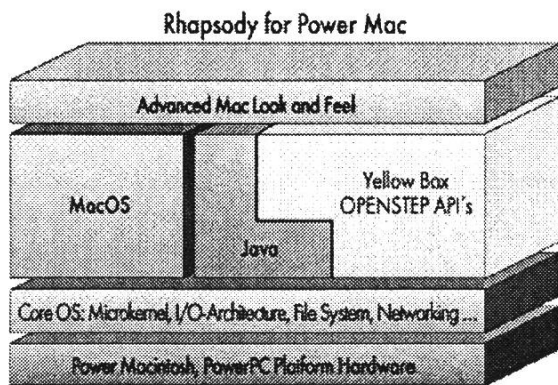 Rhapsody for Power Mac
Advanced Mac Look and Feel
MacOS
Java
Yellow Box
OPENSTEP API's
Core OS: Microkernel, I/O-Architecture, File System, Networking ...
Power Macintosh, PowerPC Platform Hardware